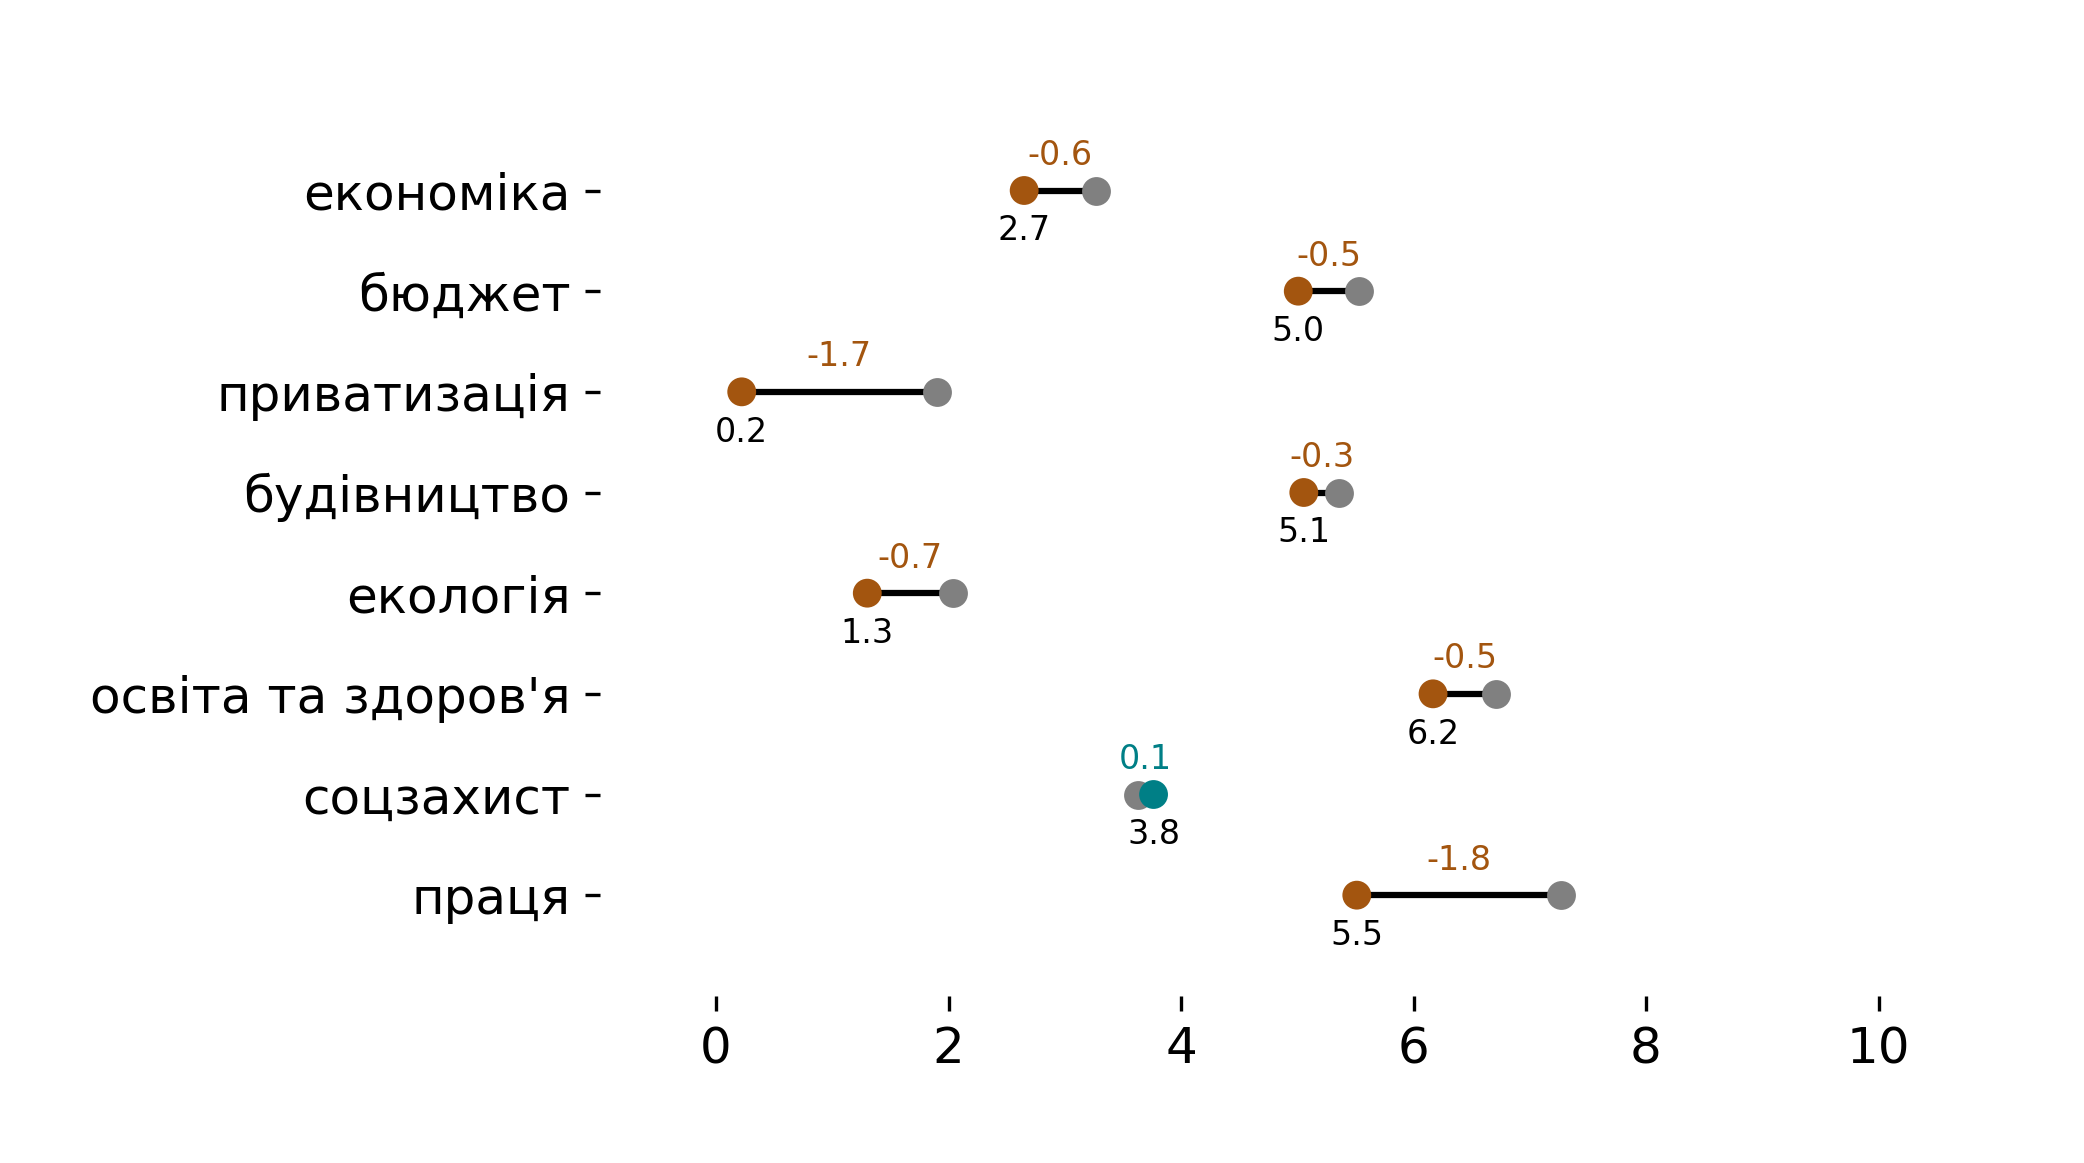 -0.6
економіка
2.7
-0.5
бюджет
5.0
-1.7
приватизація
0.2
-0.3
будівництво
5.1
-0.7
екологія
1.3
-0.5
освіта та здоров'я
6.2
0.1
соцзахист
3.8
-1.8
праця
5.5
0 2 4 6 8 10